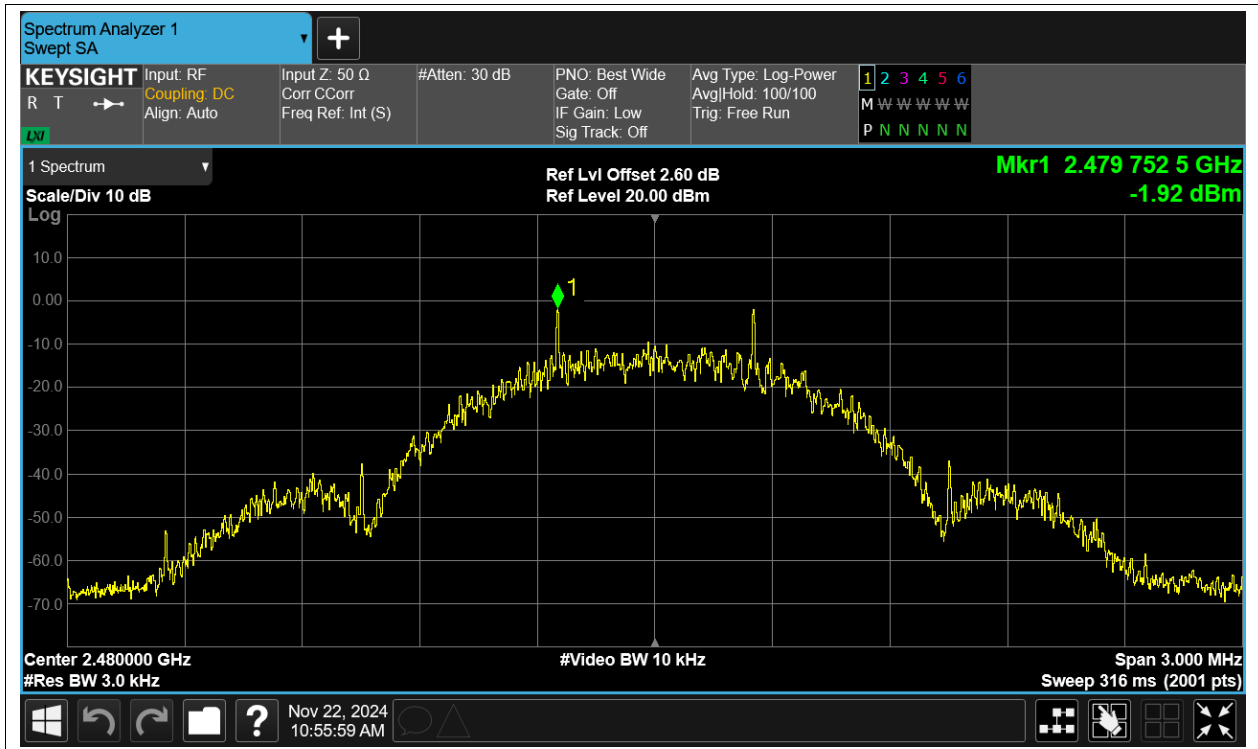 Spectrum Analyzer 1
Swept SA
+
KEYSIGHT
R T
LXI
Input: RF
Coupling: DC
Align: Auto
Input Z: 50 Ω
Corr CCorr
Freq Ref: Int (S)
#Atten: 30 dB
PNO: Best Wide
Gate: Off
IF Gain: Low
Sig Track: Off
Avg Type: Log-Power
Avg|Hold: 100/100
Trig: Free Run
1 2 3 4 5 6
M W W W W W
P N N N N N
1 Spectrum
Scale/Div 10 dB
Ref Lvl Offset 2.60 dB
Ref Level 20.00 dBm
Mkr1 2.479 752 5 GHz
-1.92 dBm
Log
10.0
0.00
-10.0
-20.0
-30.0
-40.0
-50.0
-60.0
-70.0
1
Center 2.480000 GHz
#Video BW 10 kHz
Span 3.000 MHz
#Res BW 3.0 kHz
Sweep 316 ms (2001 pts)
?
Nov 22, 2024
10:55:59 AM